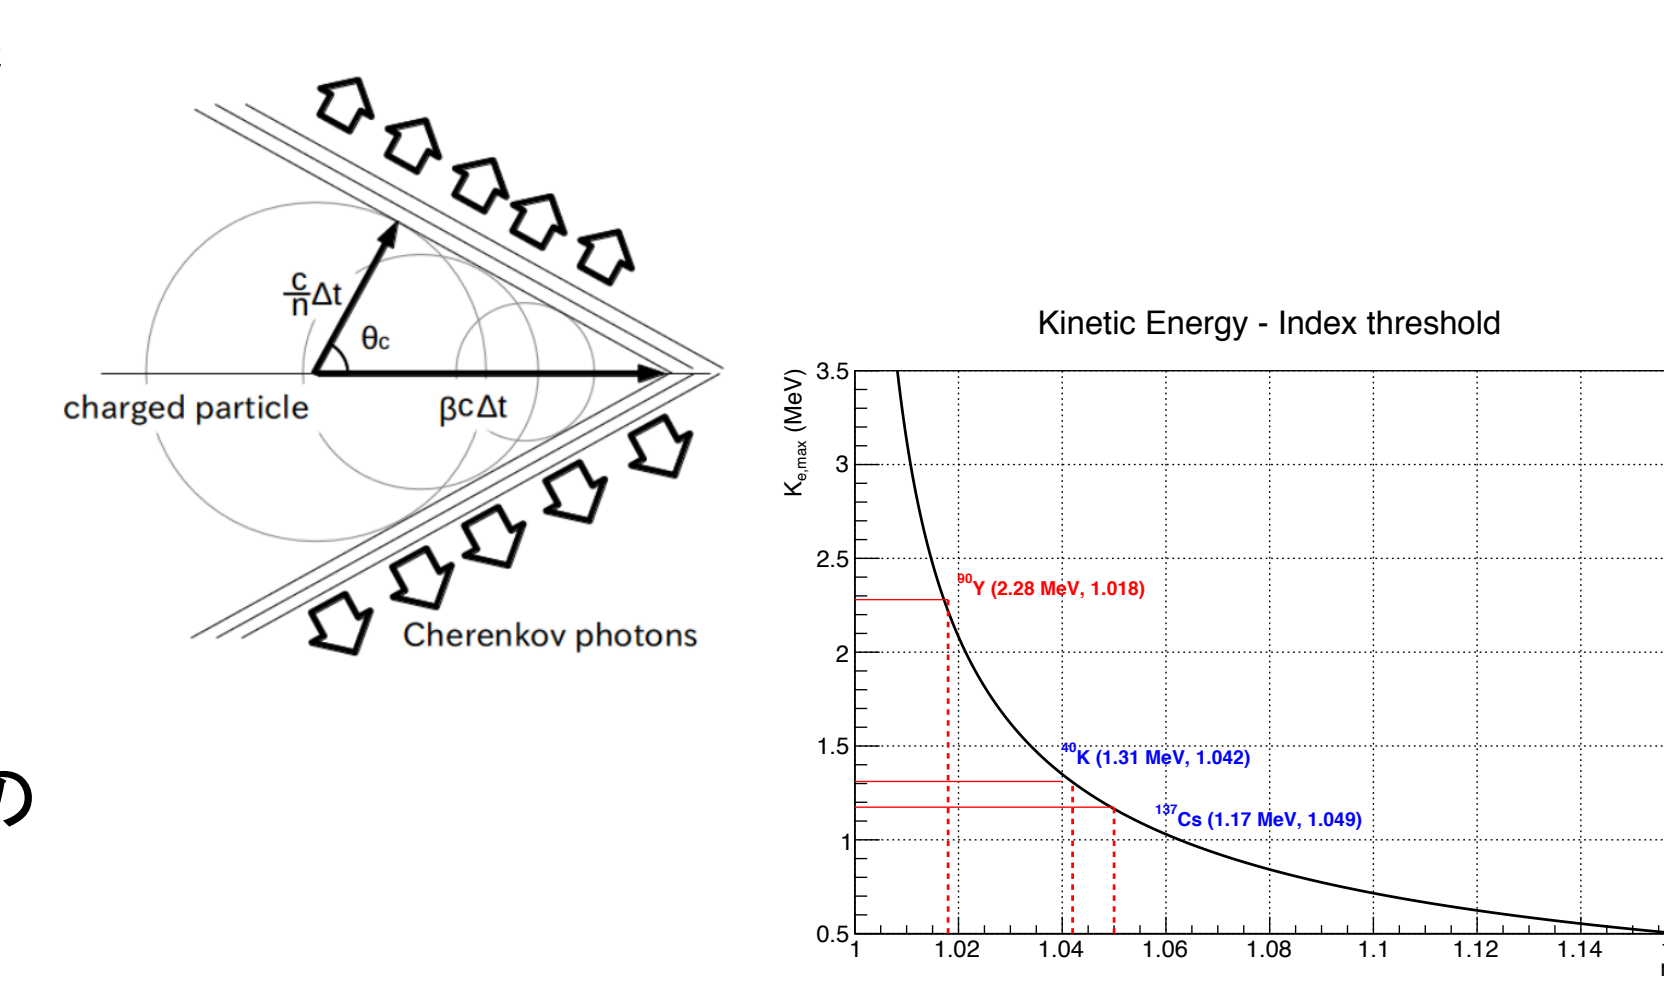 c/n Δt
θc
charged particle
βcΔt
Cherenkov photons
の
Kinetic Energy - Index threshold
Ke,max (MeV)
3.5
3
2.5
2
1.5
1
0.5
90Y (2.28 MeV, 1.018)
40K (1.31 MeV, 1.042)
137Cs (1.17 MeV, 1.049)
1 1.02 1.04 1.06 1.08 1.1 1.12 1.14